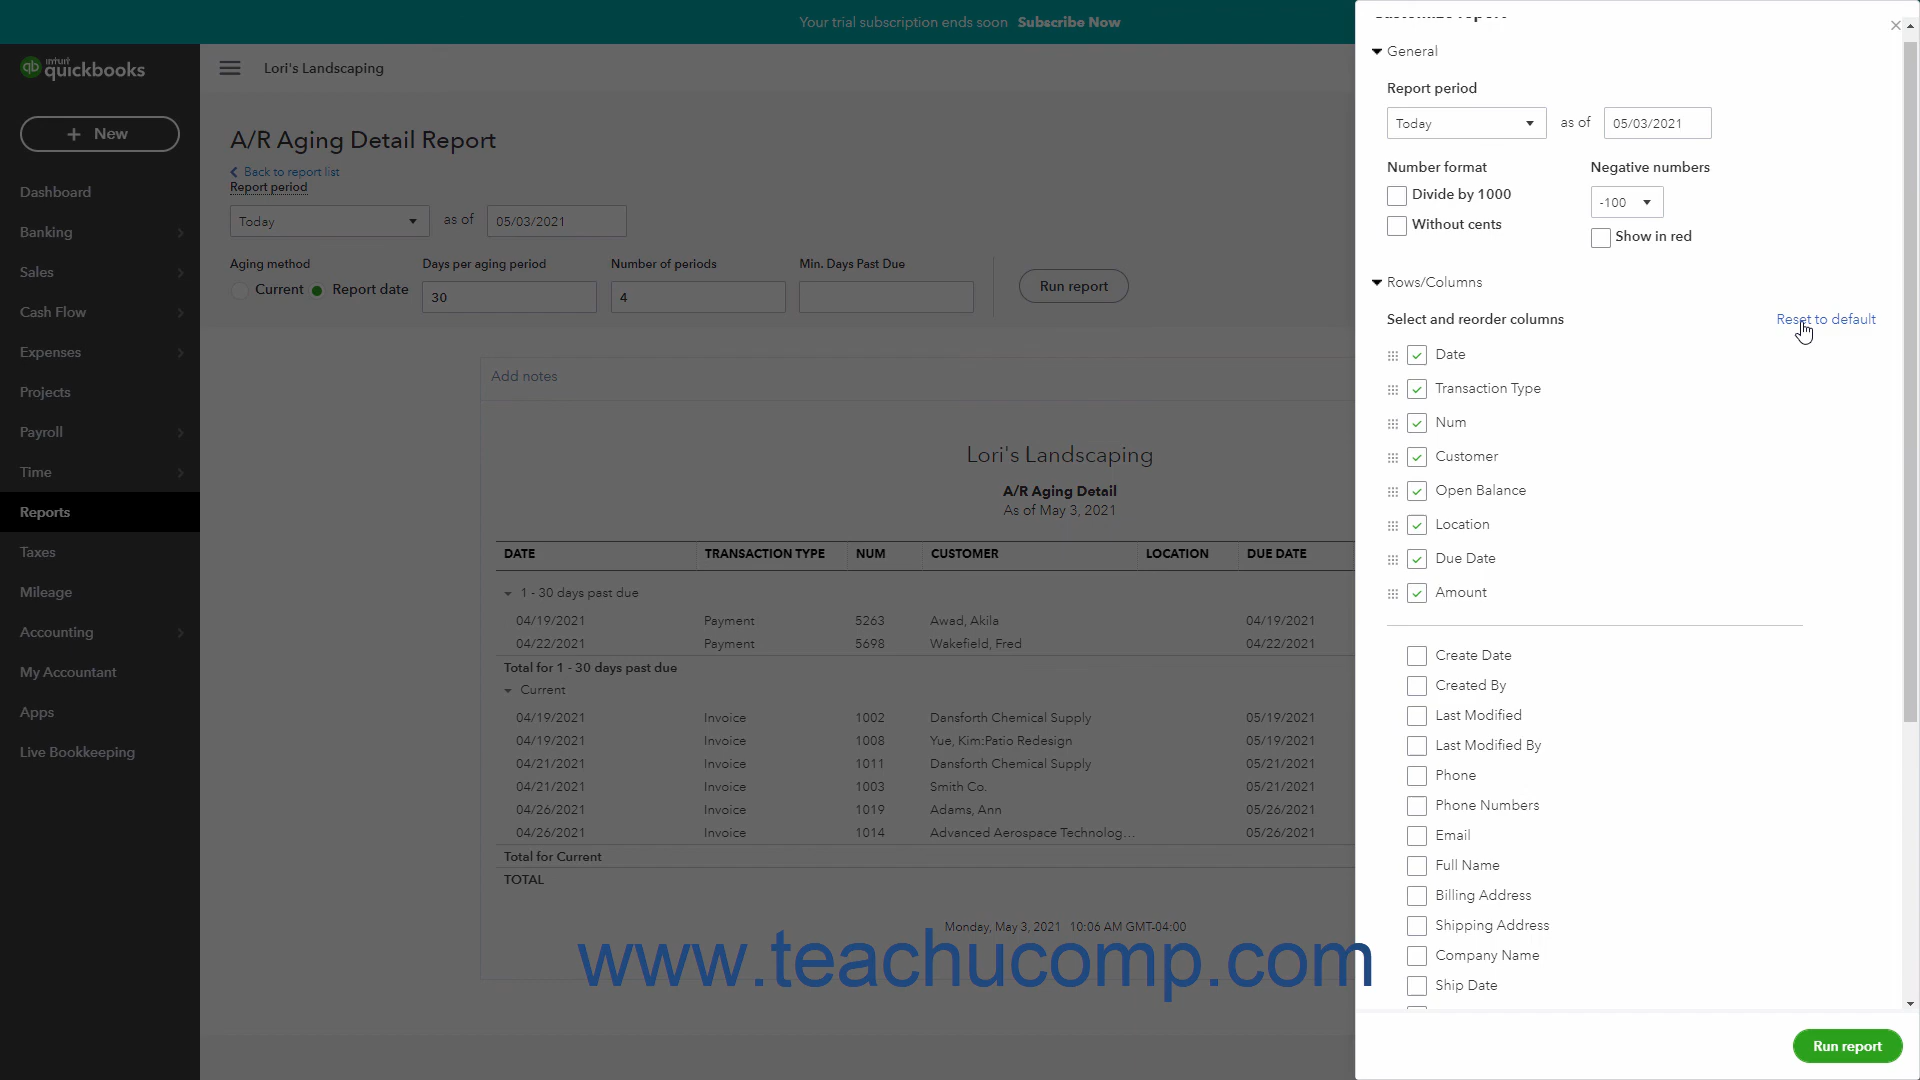 Your trial subscription ends soon Subscribe Now
intuit
quickbooks
Lori's Landscaping
+ New
Dashboard
Banking
Sales
Cash Flow
Expenses
Projects
Payroll
Time
Reports
Taxes
Mileage
Accounting
My Accountant
Apps
Live Bookkeeping
A/R Aging Detail Report
Back to report list
Report period
Today as of 05/03/2021
Aging method Days per aging period Number of periods Min. Days Past Due
Current Report date 30 4 Run report
Add notes
Lori's Landscaping
A/R Aging Detail
As of May 3, 2021
DATE TRANSACTION TYPE NUM CUSTOMER LOCATION DUE DATE
1 - 30 days past due
04/19/2021 Payment 5263 Awad, Akila 04/19/2021
04/22/2021 Payment 5698 Wakefield, Fred 04/22/2021
Total for 1 - 30 days past due
Current
04/19/2021 Invoice 1002 Dansforth Chemical Supply 05/19/2021
04/19/2021 Invoice 1008 Yue, Kim:Patio Redesign 05/19/2021
04/21/2021 Invoice 1011 Dansforth Chemical Supply 05/21/2021
04/21/2021 Invoice 1003 Smith Co. 05/21/2021
04/26/2021 Invoice 1019 Adams, Ann 05/26/2021
04/26/2021 Invoice 1014 Advanced Aerospace Technolog... 05/26/2021
Total for Current
TOTAL
Monday, May 3, 2021 10:06 AM GMT-04:00
www.teachucomp.com
Customize report
General
Report period
Today as of 05/03/2021
Number format Negative numbers
Divide by 1000 -100
Without cents Show in red
Rows/Columns
Select and reorder columns Reset to default
Date
Transaction Type
Num
Customer
Open Balance
Location
Due Date
Amount
Create Date
Created By
Last Modified
Last Modified By
Phone
Phone Numbers
Email
Full Name
Billing Address
Shipping Address
Company Name
Ship Date
Run report